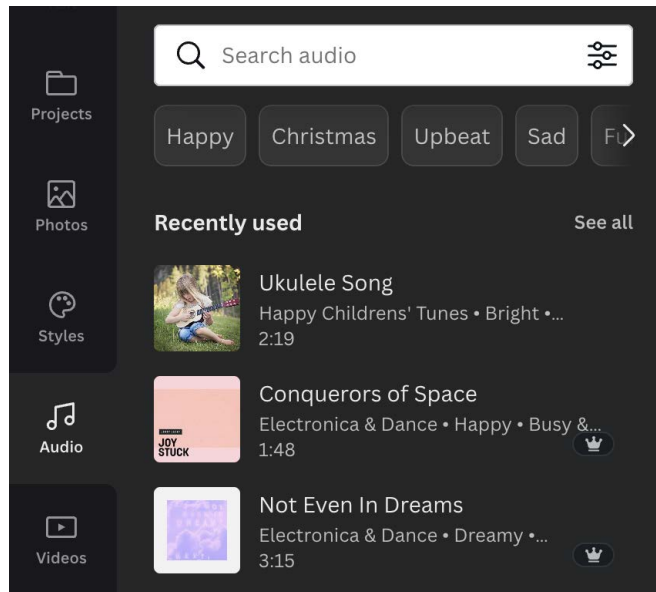 Search audio
Happy Christmas Upbeat Sad
Recently used See all
Ukulele Song
Happy Childrens' Tunes • Bright •...
2:19
JOY
STUCK
Conquerors of Space
Electronica & Dance • Happy • Busy &...
1:48
Not Even In Dreams
Electronica & Dance • Dreamy •...
3:15
Projects
Photos
Styles
Audio
Videos